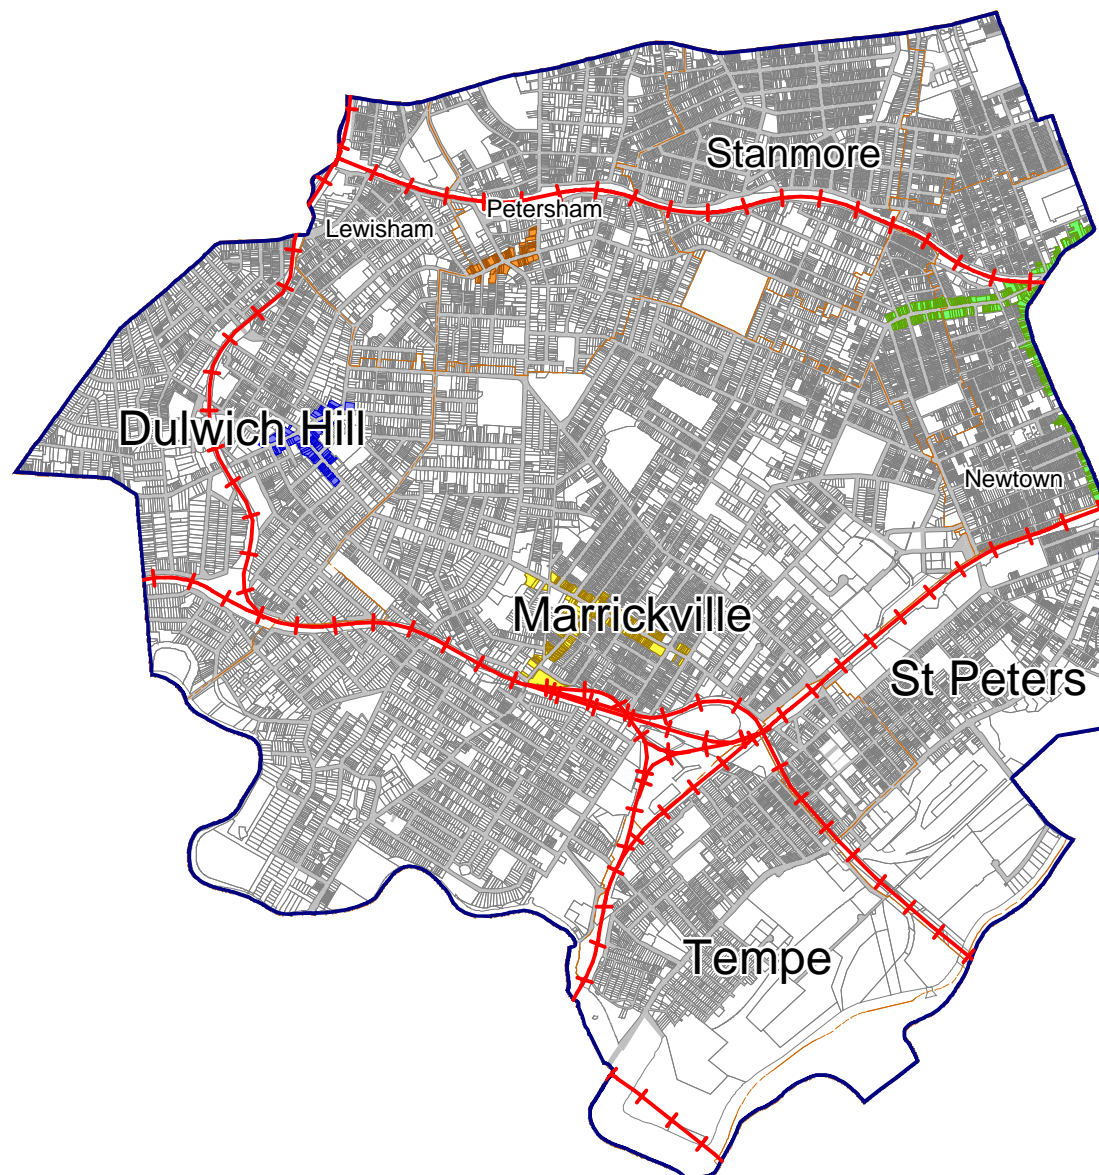 Stanmore
Petersham
Lewisham
Dulwich Hill
Newtown
Marrickville
St Peters
Tempe